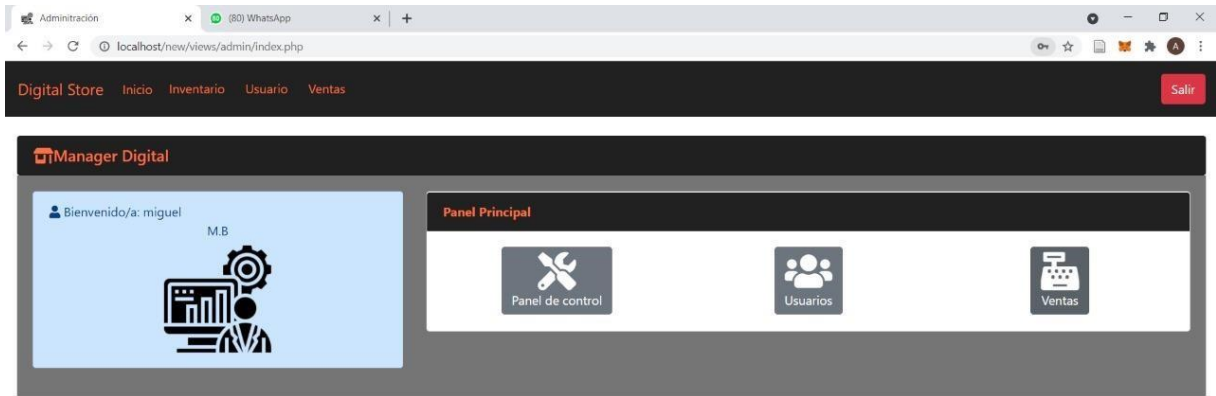 Adminitración
(80) WhatsApp
localhost/new/views/admin/index.php
A
Digital Store Inicio Inventario Usuario Ventas Salir
Manager Digital
Bienvenido/a: miguel
M.B
Panel Principal
Panel de control
Usuarios
Ventas